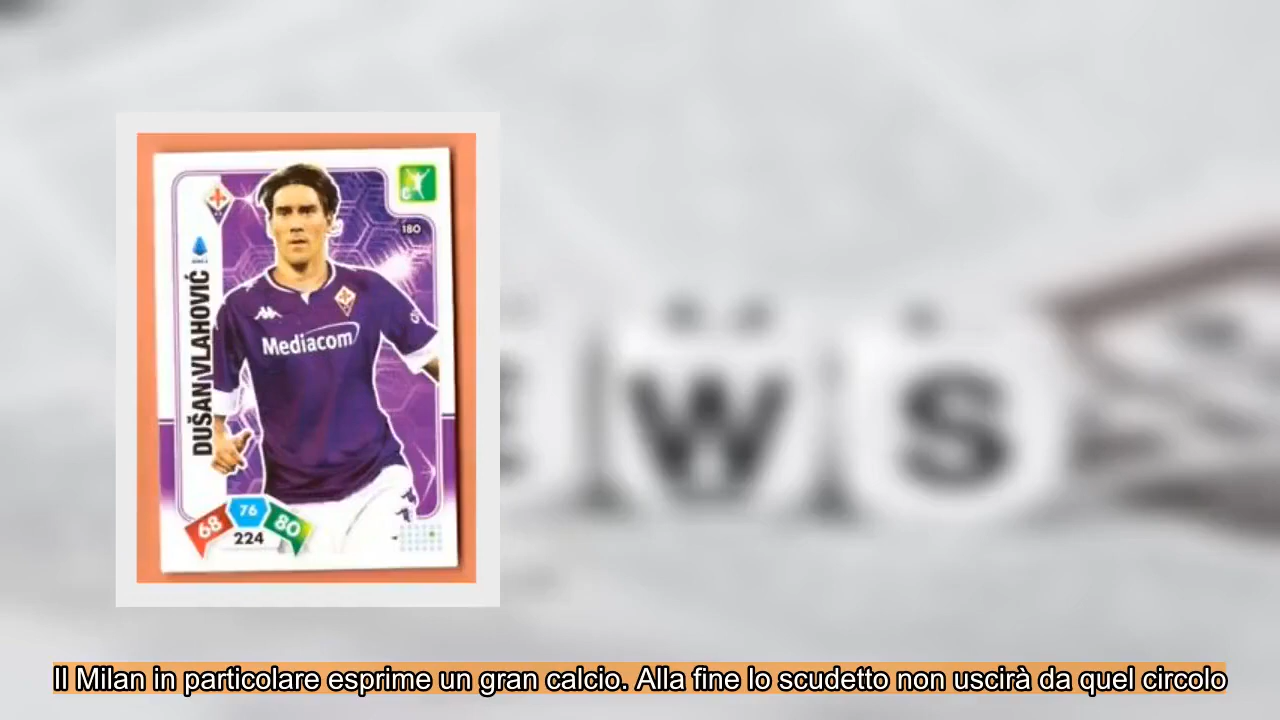 180
DUŠAN VLAHOVIĆ
Mediacom
68
76
80
224
W S
Il Milan in particolare esprime un gran calcio. Alla fine lo scudetto non uscirà da quel circolo